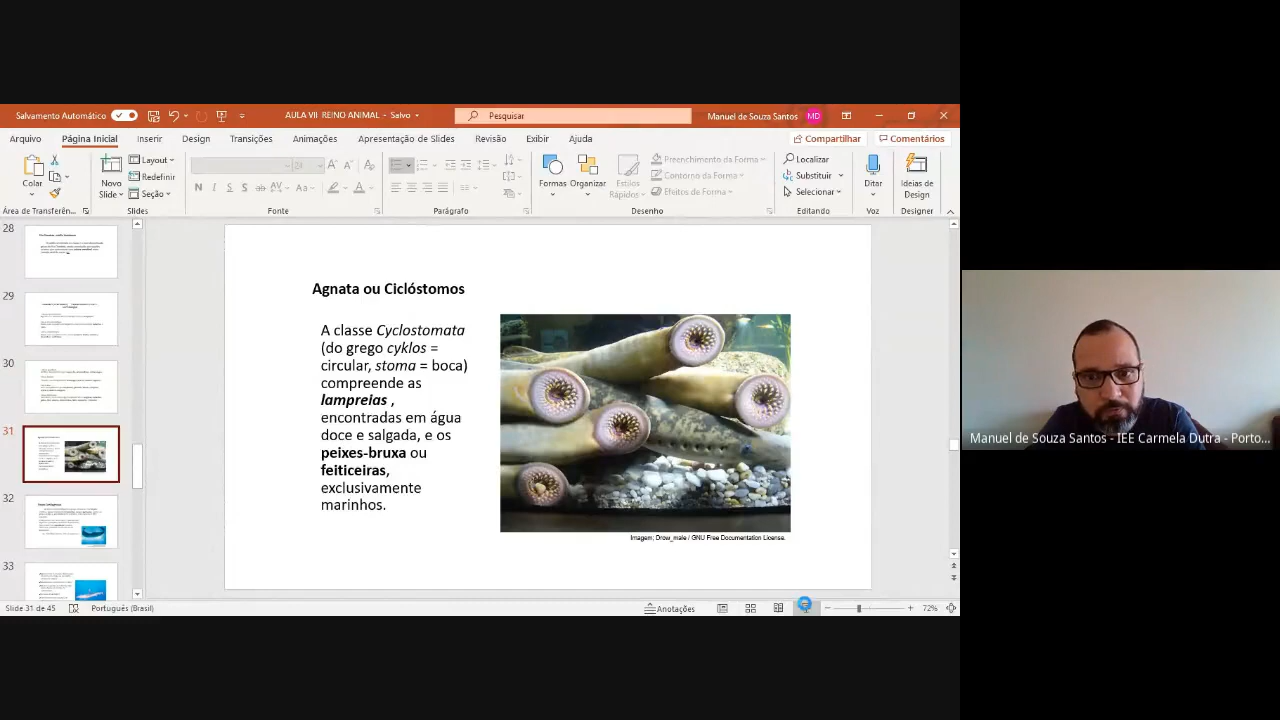 Salvamento Automático
AULA VII REINO ANIMAL - Salvo
Pesquisar
Manuel de Souza Santos
MD
Arquivo
Página Inicial
Inserir
Design
Transições
Animações
Apresentação de Slides
Revisão
Exibir
Ajuda
Compartilhar
Comentários
Colar
Novo
Slide
Layout
Redefinir
Seção
24
N I S S ab AV Aa
Formas
Organizar
Estilos
Rápidos
Preenchimento da Forma
Contorno da Forma
Efeitos de Forma
Localizar
Substituir
Selecionar
Ditar
Ideias de
Design
Área de Transferên...
Slides
Fonte
Parágrafo
Desenho
Editando
Voz
Designer
28
29
30
31
32
33
Agnata ou Ciclóstomos
A classe Cyclostomata
(do grego cyklos =
circular, stoma = boca)
compreende as
lampreias ,
encontradas em água
doce e salgada, e os
peixes-bruxa ou
feiticeiras,
exclusivamente
marinhos.
Imagem; Drow_male / GNU Free Documentation License.
Manuel de Souza Santos - IEE Carmela Dutra - Porto...
Slide 31 de 45
Português (Brasil)
Anotações
72%